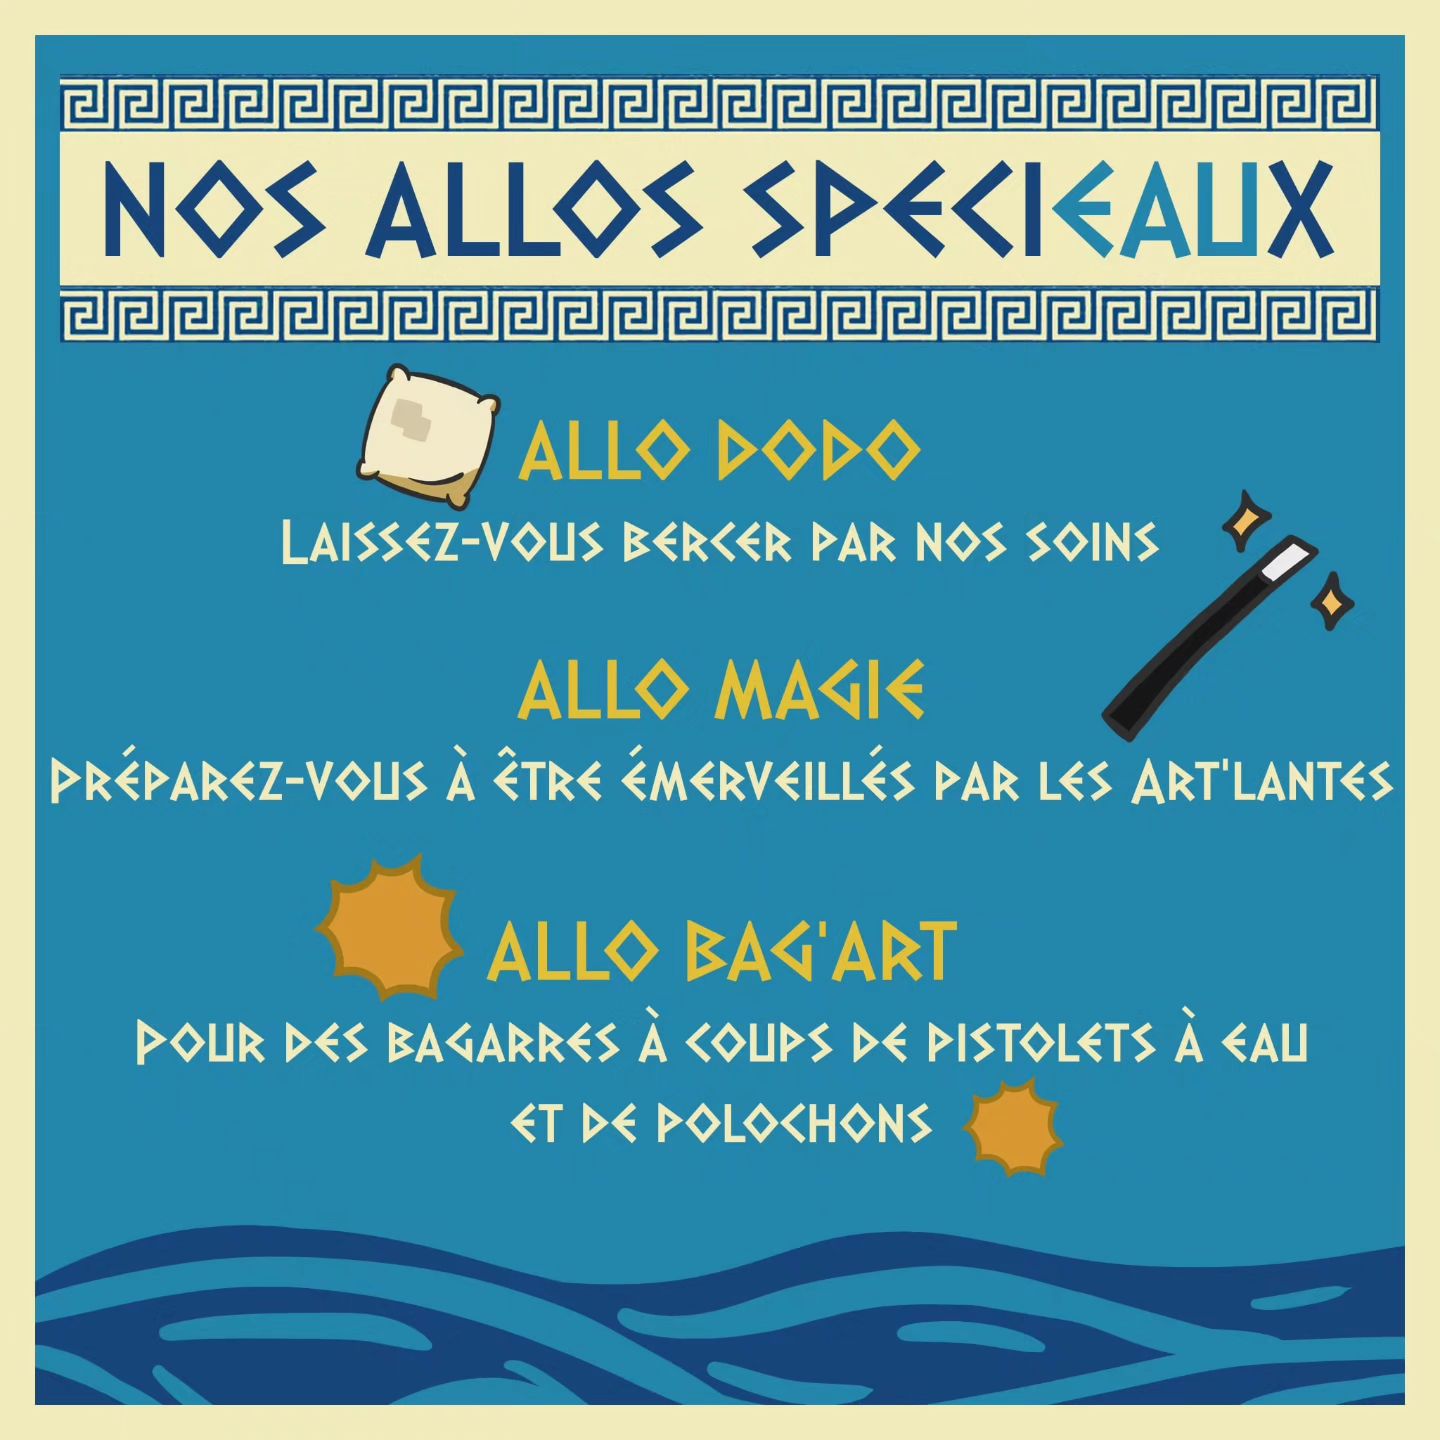 NOS ALLOS SPECIEAUX
ALLO DODO
LAISSEZ-VOUS BERCER PAR NOS SOINS
ALLO MAGIE
PRÉPAREZ-VOUS À ÊTRE ÉMERVEILLÉS PAR LES ART'LANTES
ALLO BAG'ART
POUR DES BAGARRES À COUPS DE PISTOLETS À EAU
ET DE POLOCHONS